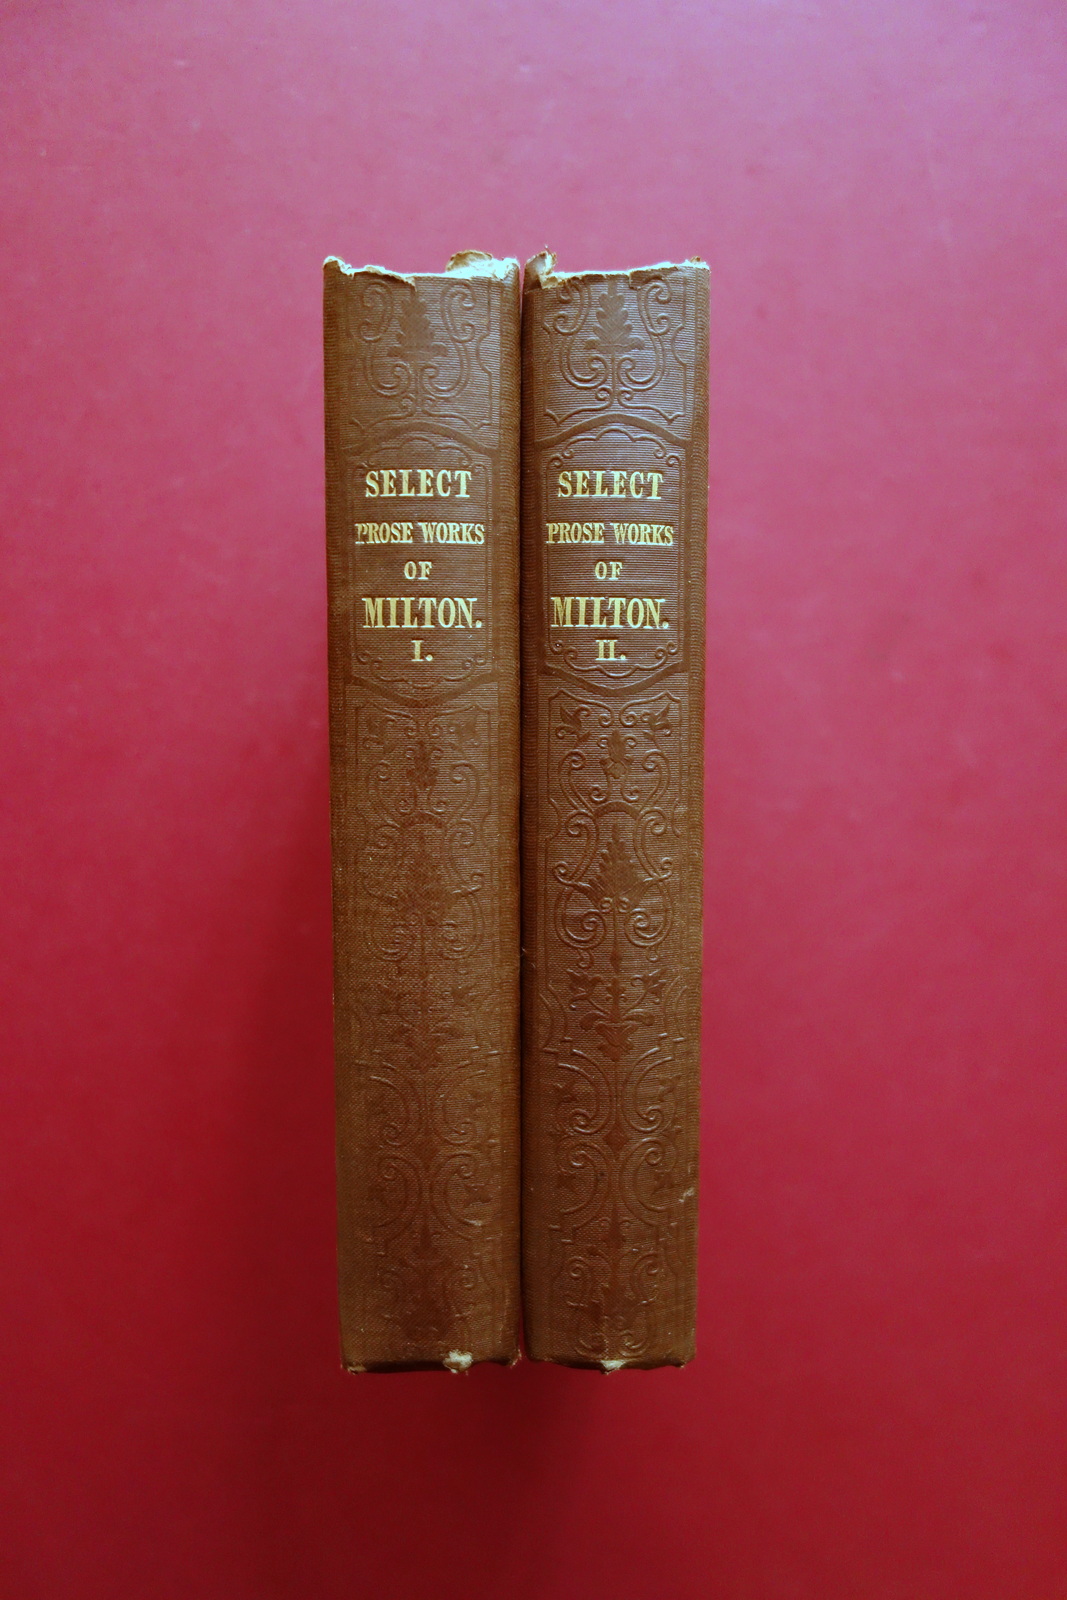 SELECT
PROSE WORKS
OF
MILTON.
I.
SELECT
PROSE WORKS
OF
MILTON.
II.